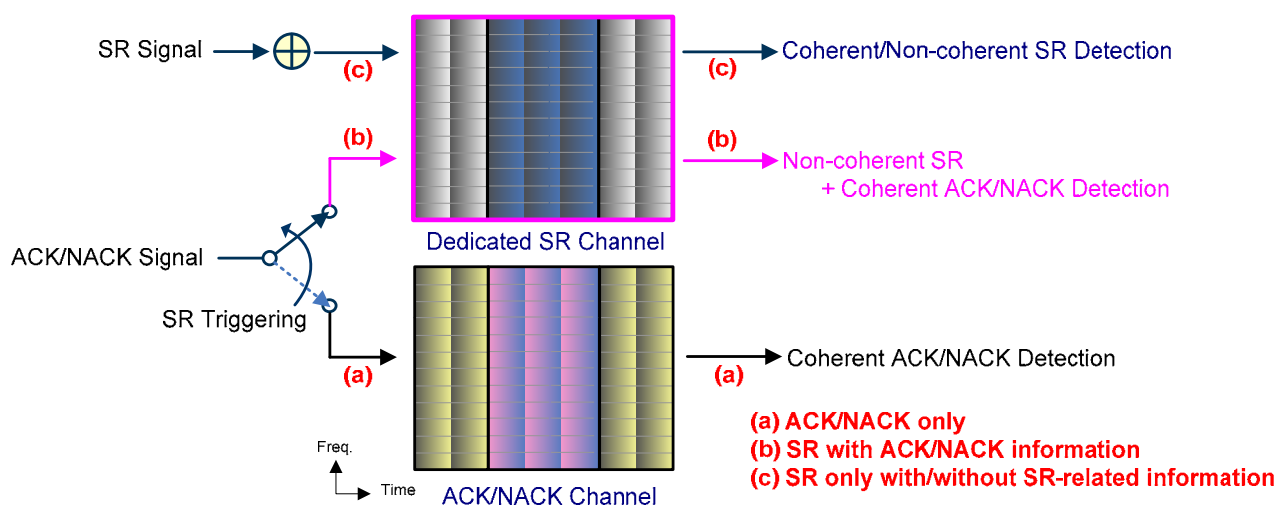 SR Signal
(c)
(c)
Coherent/Non-coherent SR Detection
(b)
(b)
Non-coherent SR
+ Coherent ACK/NACK Detection
Dedicated SR Channel
ACK/NACK Signal
SR Triggering
(a)
(a)
Coherent ACK/NACK Detection
(a) ACK/NACK only
(b) SR with ACK/NACK information
(c) SR only with/without SR-related information
Freq.
Time
ACK/NACK Channel